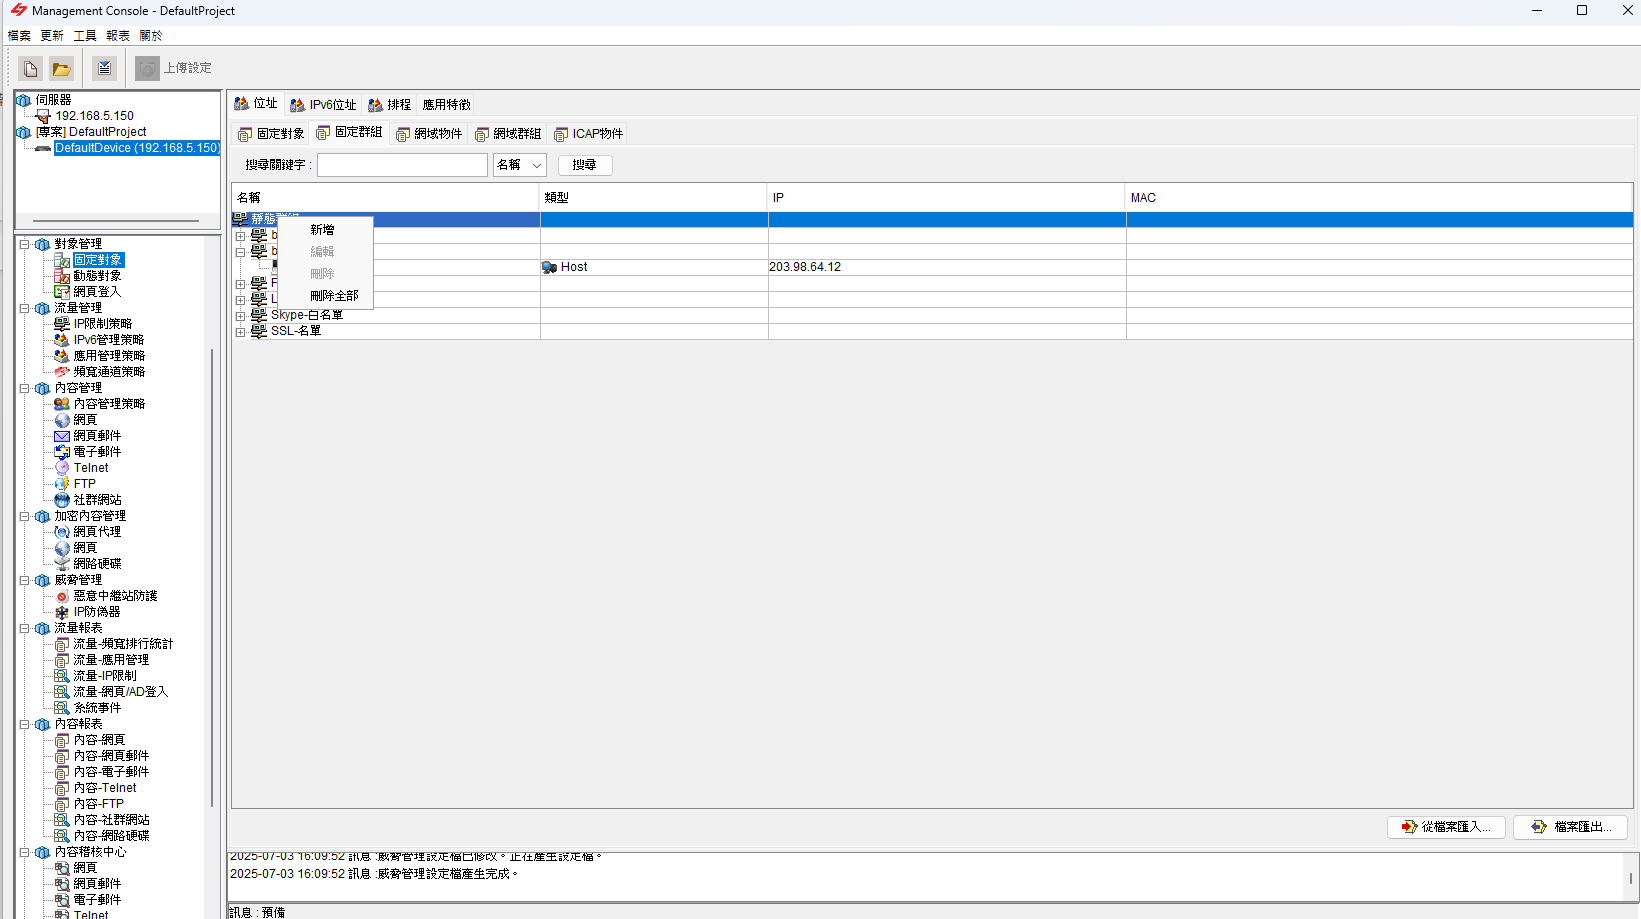 Management Console - DefaultProject
檔案 更新 工具 報表 關於
上傳設定
伺服器
192.168.5.150
[專案] DefaultProject
DefaultDevice (192.168.5.150)
對象管理
固定對象
動態對象
網頁登入
流量管理
IP限制策略
IPv6管理策略
應用管理策略
頻寬通道策略
內容管理
內容管理策略
網頁
網頁郵件
電子郵件
Telnet
FTP
社群網站
加密內容管理
網頁代理
網頁
網路硬碟
威脅管理
惡意中繼站防護
IP防偽器
流量報表
流量-頻寬排行統計
流量-應用管理
流量-IP限制
流量-網頁/AD登入
系統事件
內容報表
內容-網頁
內容-網頁郵件
內容-電子郵件
內容-Telnet
內容-FTP
內容-社群網站
內容-網路硬碟
內容稽核中心
網頁
網頁郵件
電子郵件
Telnet
位址 IPv6位址 排程 應用特徵
固定對象 固定群組 網域物件 網域群組 ICAP物件
搜尋關鍵字 : 名稱 搜尋
名稱 類型 IP MAC
靜態群組
b
b
Host 203.98.64.12
F
L
Skype-白名單
SSL-名單
新增
編輯
刪除
刪除全部
從檔案匯入... 檔案匯出...
2025-07-03 16:09:52 訊息 :威脅管理設定檔已修改。正在產生設定檔。
2025-07-03 16:09:52 訊息 :威脅管理設定檔產生完成。
訊息 : 預備